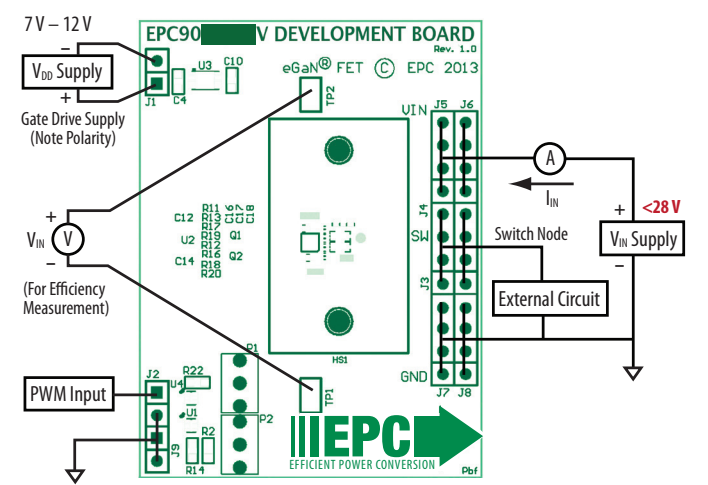 7 V – 12 V
–
VDD Supply
+
Gate Drive Supply
(Note Polarity)
EPC90 V DEVELOPMENT BOARD
Rev. 1.0
eGaN® FET © EPC 2013
J1
C4
U3
C10
TP2
VIN
J5
J6
A
IIN
+
<28 V
VIN Supply
–
J4
SW
J3
Switch Node
External Circuit
+
VIN
V
–
(For Efficiency
Measurement)
C12
U2
C14
R11
R13
R17
R19
R12
R16
R18
R20
C16
C17
C18
Q1
Q2
HS1
GND
J7
J8
PWM Input
J2
R22
U4
U1
J9
R2
R14
P1
P2
TP1
EPC
EFFICIENT POWER CONVERSION
Pbf